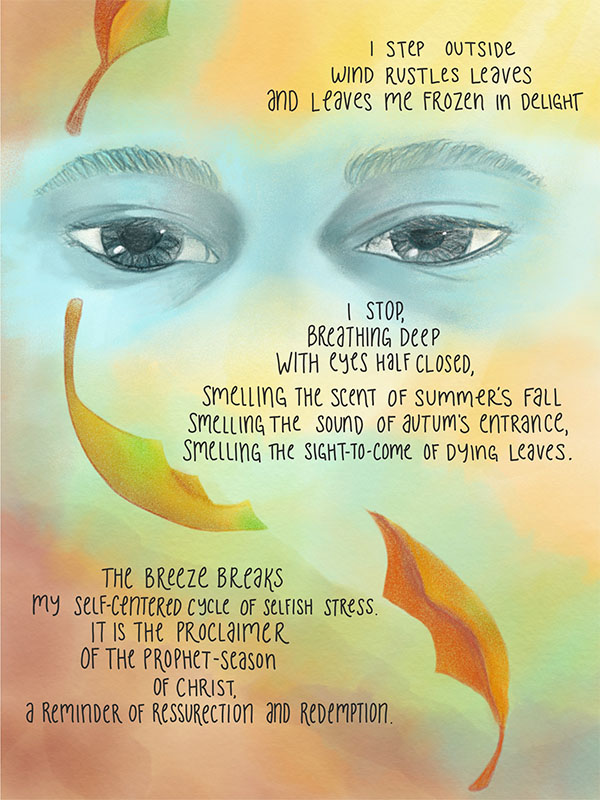 I STEP OUTSIDE
WIND RUSTLES LEAVES
AND LEAVES ME FROZEN IN DELIGHT
I STOP,
BREATHING DEEP
WITH EYES HALF CLOSED,
SMELLING THE SCENT OF SUMMER'S FALL
SMELLING THE SOUND OF AUTUM'S ENTRANCE,
SMELLING THE SIGHT-TO-COME OF DYING LEAVES.
THE BREEZE BREAKS
MY SELF-CENTERED CYCLE OF SELFISH STRESS.
IT IS THE PROCLAIMER
OF THE PROPHET-SEASON
OF CHRIST,
A REMINDER OF RESSURECTION AND REDEMPTION.